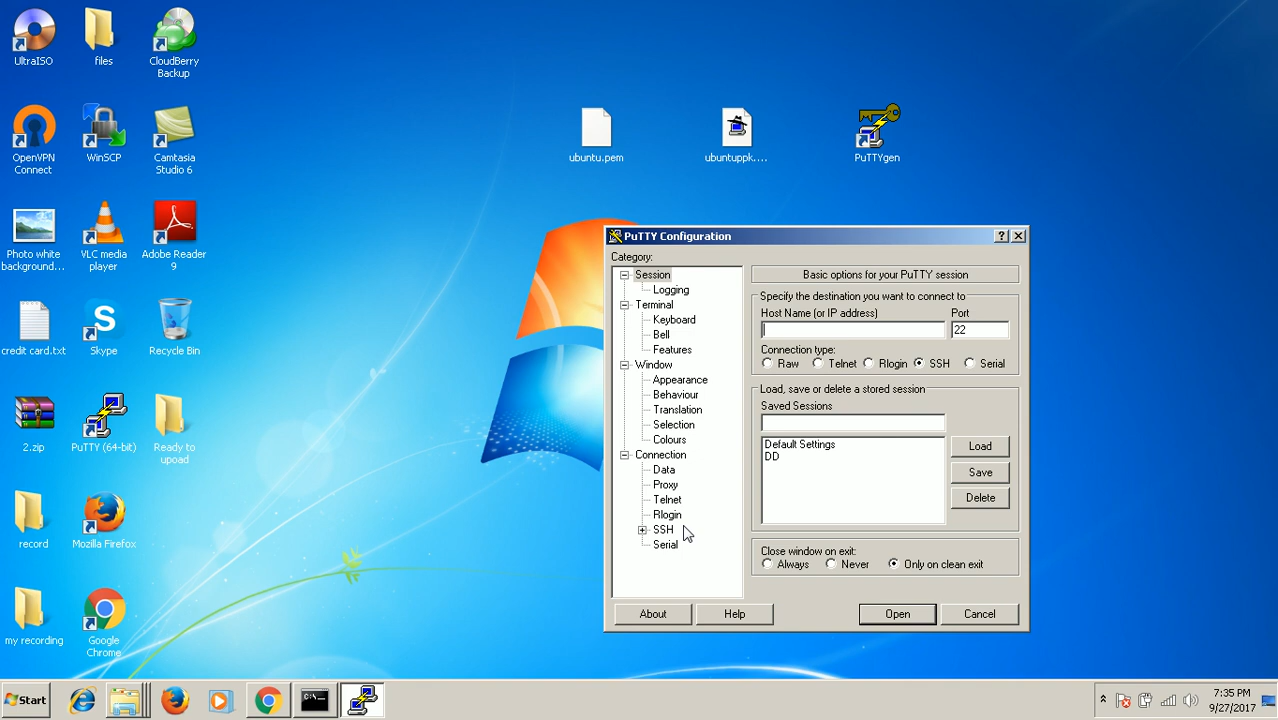 UltraISO
files
CloudBerry
Backup
ubuntu.pem
ubuntuppk....
PuTTYgen
OpenVPN
Connect
WinSCP
Camtasia
Studio 6
Photo white
background...
VLC media
player
Adobe Reader
9
credit card.txt
Skype
Recycle Bin
2.zip
PuTTY (64-bit)
Ready to
upoad
record
Mozilla Firefox
my recording
Google
Chrome
PuTTY Configuration
Category:
Session
Logging
Terminal
Keyboard
Bell
Features
Window
Appearance
Behaviour
Translation
Selection
Colours
Connection
Data
Proxy
Telnet
Rlogin
SSH
Serial
Basic options for your PuTTY session
Specify the destination you want to connect to
Host Name (or IP address) Port
22
Connection type:
Raw Telnet Rlogin SSH Serial
Load, save or delete a stored session
Saved Sessions
Default Settings
DD
Load
Save
Delete
Close window on exit:
Always Never Only on clean exit
About Help Open Cancel
Start
7:35 PM
9/27/2017